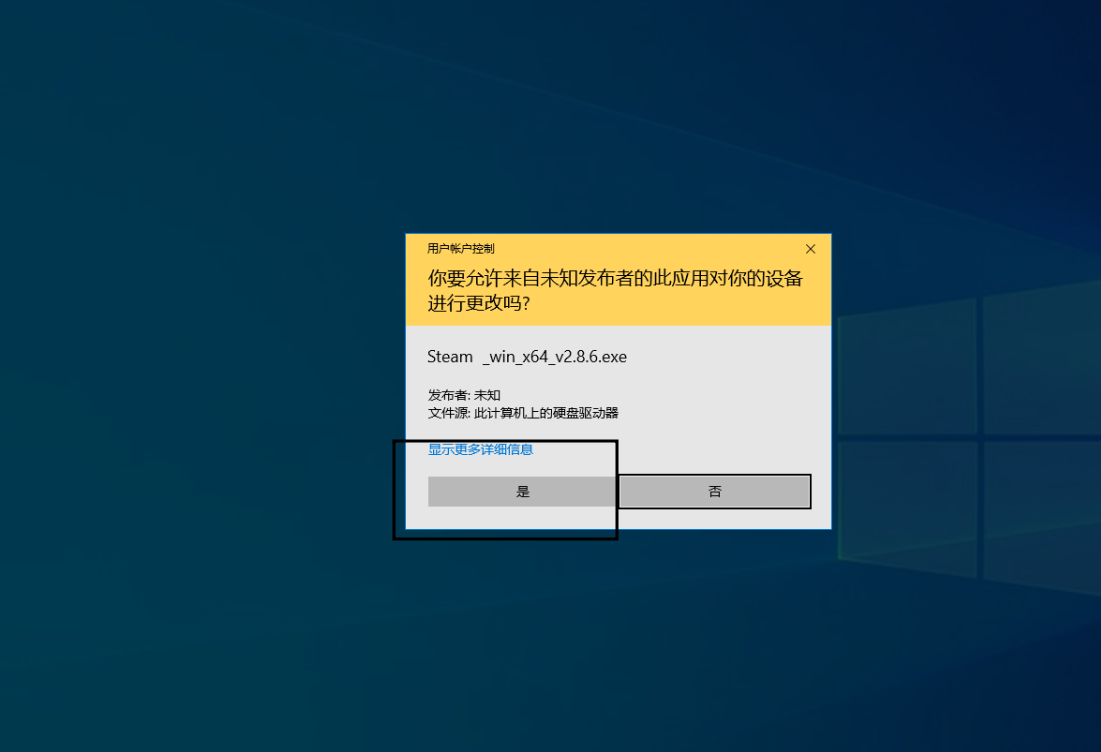 用户帐户控制
你要允许来自未知发布者的此应用对你的设备
进行更改吗?
Steam _win_x64_v2.8.6.exe
发布者: 未知
文件源: 此计算机上的硬盘驱动器
显示更多详细信息
是
否